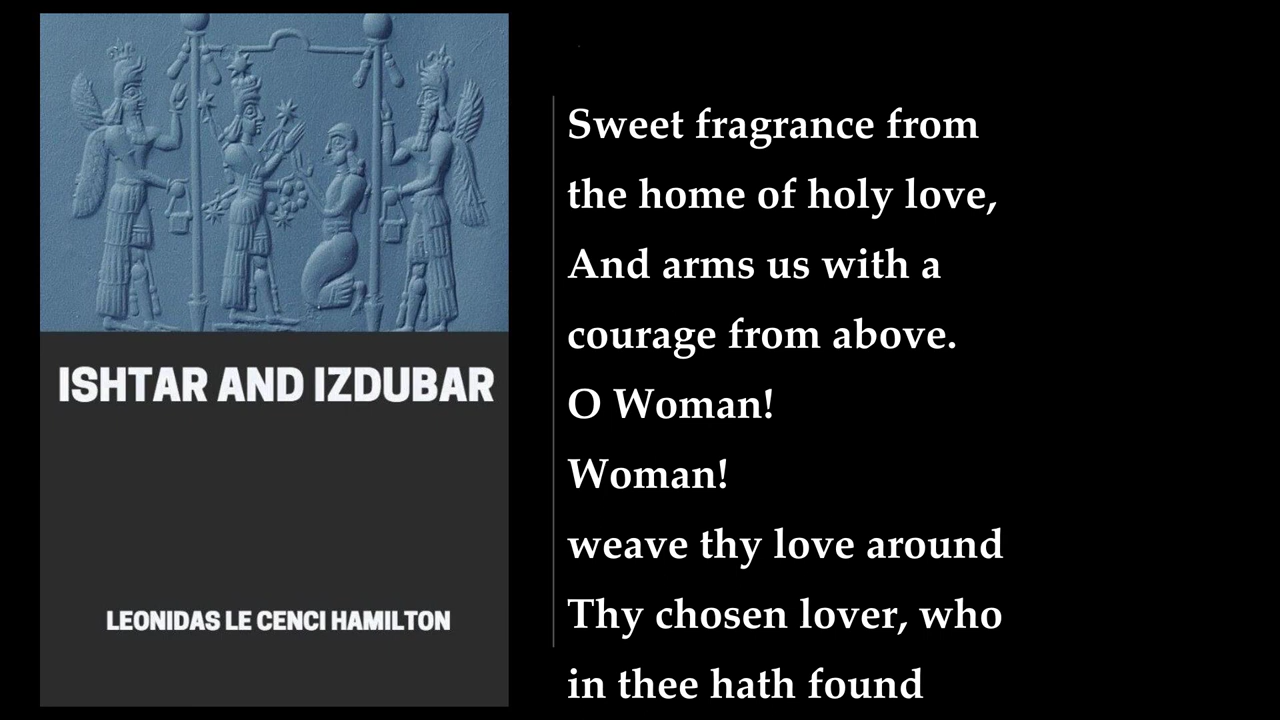 ISHTAR AND IZDUBAR
LEONIDAS LE CENCI HAMILTON
Sweet fragrance from
the home of holy love,
And arms us with a
courage from above.
O Woman!
Woman!
weave thy love around
Thy chosen lover, who
in thee hath found